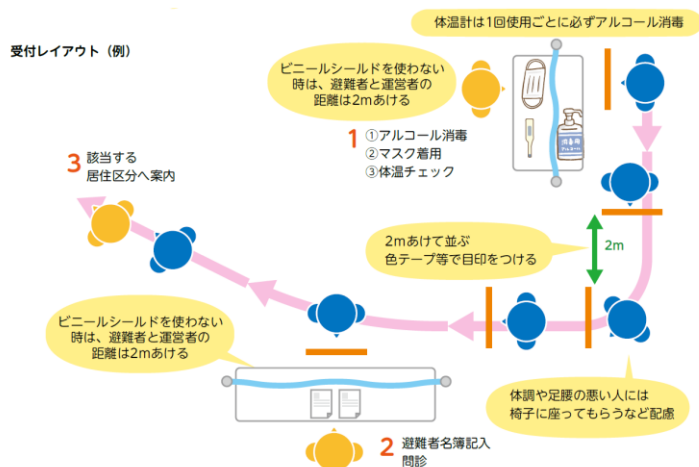 体温計は1回使用ごとに必ずアルコール消毒
受付レイアウト（例）
ビニールシールドを使わない
時は、避難者と運営者の
距離は2mあける
消毒用
アルコール
1 ①アルコール消毒
②マスク着用
③体温チェック
3 該当する
居住区分へ案内
2mあけて並ぶ
色テープ等で目印をつける
2m
ビニールシールドを使わない
時は、避難者と運営者の
距離は2mあける
体調や足腰の悪い人には
椅子に座ってもらうなど配慮
2 避難者名簿記入
問診